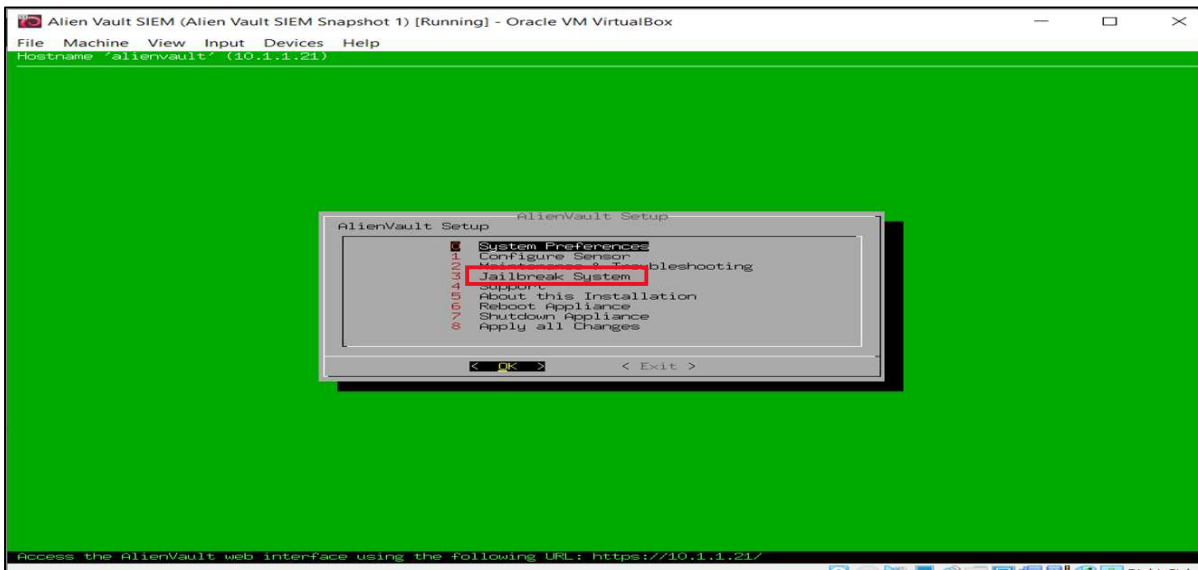 Alien Vault SIEM (Alien Vault SIEM Snapshot 1) [Running] - Oracle VM VirtualBox
File Machine View Input Devices Help
Hostname 'alienvault' (10.1.1.21)
AlienVault Setup
AlienVault Setup
0 System Preferences
1 Configure Sensor
2 Maintenance & Troubleshooting
3 Jailbreak System
4 Support
5 About this Installation
6 Reboot Appliance
7 Shutdown Appliance
8 Apply all Changes
< OK > < Exit >
Access the AlienVault web interface using the following URL: https://10.1.1.21/